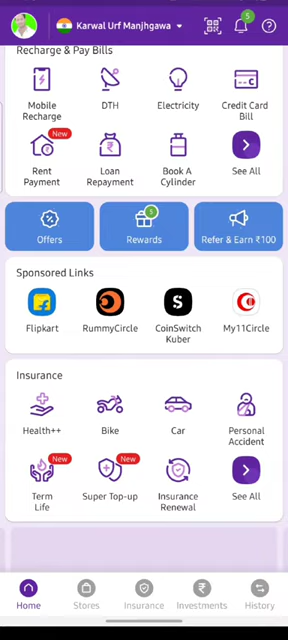 Karwal Urf Manjhgawa
5
Recharge & Pay Bills
Mobile
Recharge
DTH
Electricity
Credit Card
Bill
New
Rent
Payment
Loan
Repayment
Book A
Cylinder
See All
5
Offers
Rewards
Refer & Earn ₹100
Sponsored Links
Flipkart
RummyCircle
CoinSwitch
Kuber
My11Circle
Insurance
Health++
Bike
Car
Personal
Accident
New
New
Term
Life
Super Top-up
Insurance
Renewal
See All
Home
Stores
Insurance
Investments
History